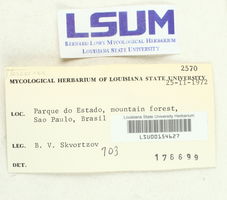 LSUM
Bernard Lowy Mycological Herbarium
Louisiana State University
2570
MYCOLOGICAL HERBARIUM OF LOUISIANA STATE UNIVERSITY
25-11-1972
LOC. Parque do Estado, mountain forest,
Sao Paulo, Brasil
Louisiana State University Herbarium
LSU00154627
LEG. B. V. Skvortzov 703
178699
DET.